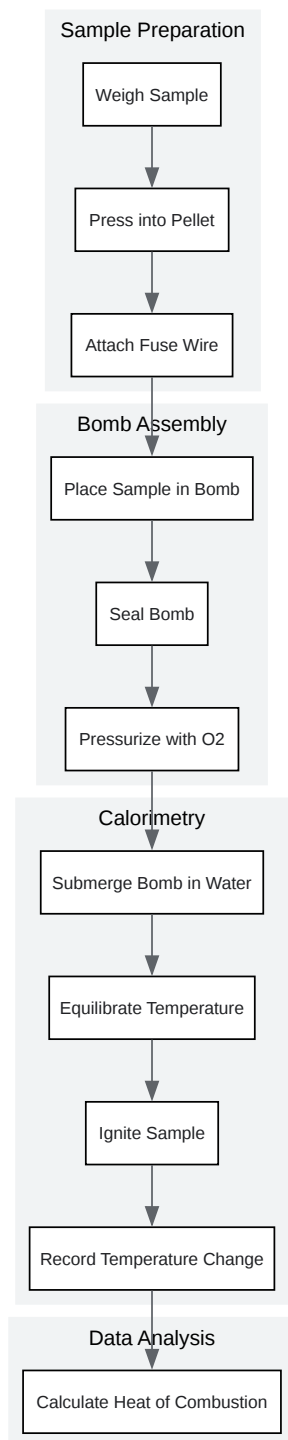 Sample Preparation
Weigh Sample
Press into Pellet
Attach Fuse Wire
Bomb Assembly
Place Sample in Bomb
Seal Bomb
Pressurize with O2
Calorimetry
Submerge Bomb in Water
Equilibrate Temperature
Ignite Sample
Record Temperature Change
Data Analysis
Calculate Heat of Combustion